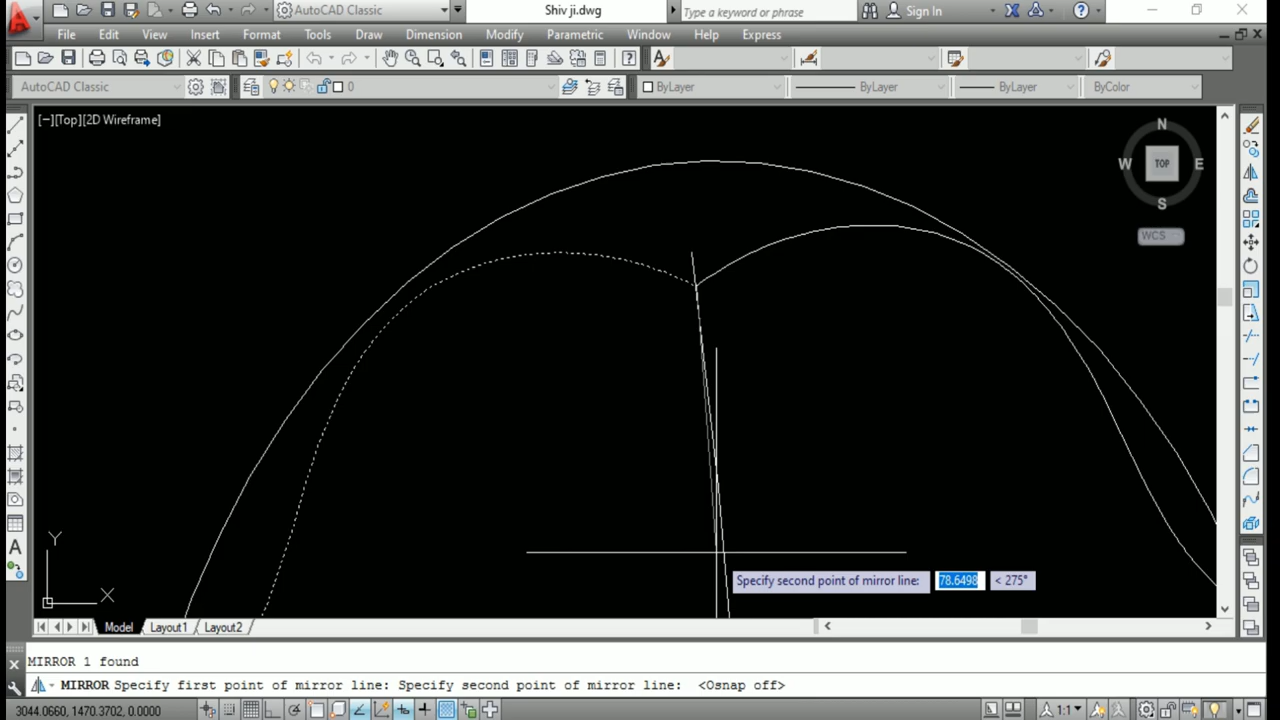 AutoCAD Classic
Shiv ji.dwg
Type a keyword or phrase
Sign In
File Edit View Insert Format Tools Draw Dimension Modify Parametric Window Help Express
AutoCAD Classic
0
ByLayer
ByLayer
ByLayer
ByColor
[−][Top][2D Wireframe]
N
W TOP E
S
WCS
Y
X
Specify second point of mirror line: 78.6498 < 275°
Model Layout1 Layout2
MIRROR 1 found
MIRROR Specify first point of mirror line: Specify second point of mirror line: <Osnap off>
3044.0660, 1470.3702, 0.0000
1:1